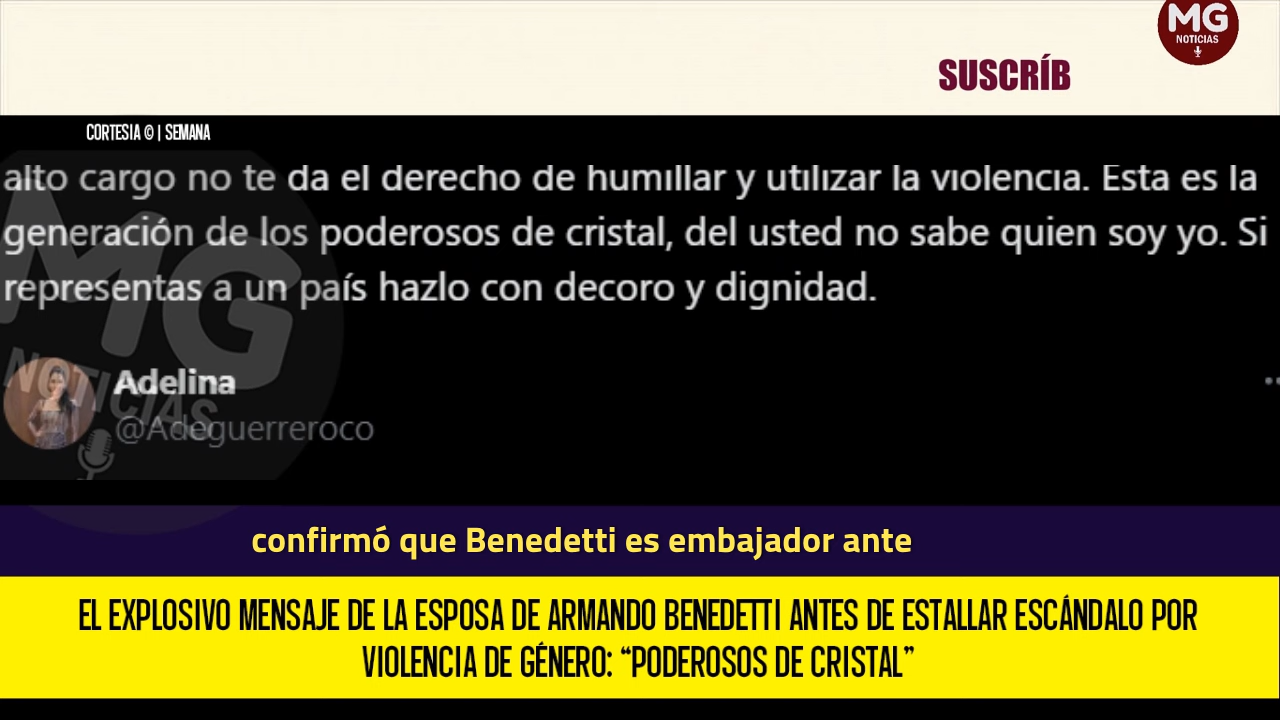 MG
NOTICIAS
SUSCRÍB
CORTESIA © | SEMANA
alto cargo no te da el derecho de humillar y utilizar la violencia. Esta es la
generación de los poderosos de cristal, del usted no sabe quien soy yo. Si
representas a un país hazlo con decoro y dignidad.
MG
NOTICIAS
Adelina
@Adeguerreroco
confirmó que Benedetti es embajador ante
EL EXPLOSIVO MENSAJE DE LA ESPOSA DE ARMANDO BENEDETTI ANTES DE ESTALLAR ESCÁNDALO POR
VIOLENCIA DE GÉNERO: “PODEROSOS DE CRISTAL”